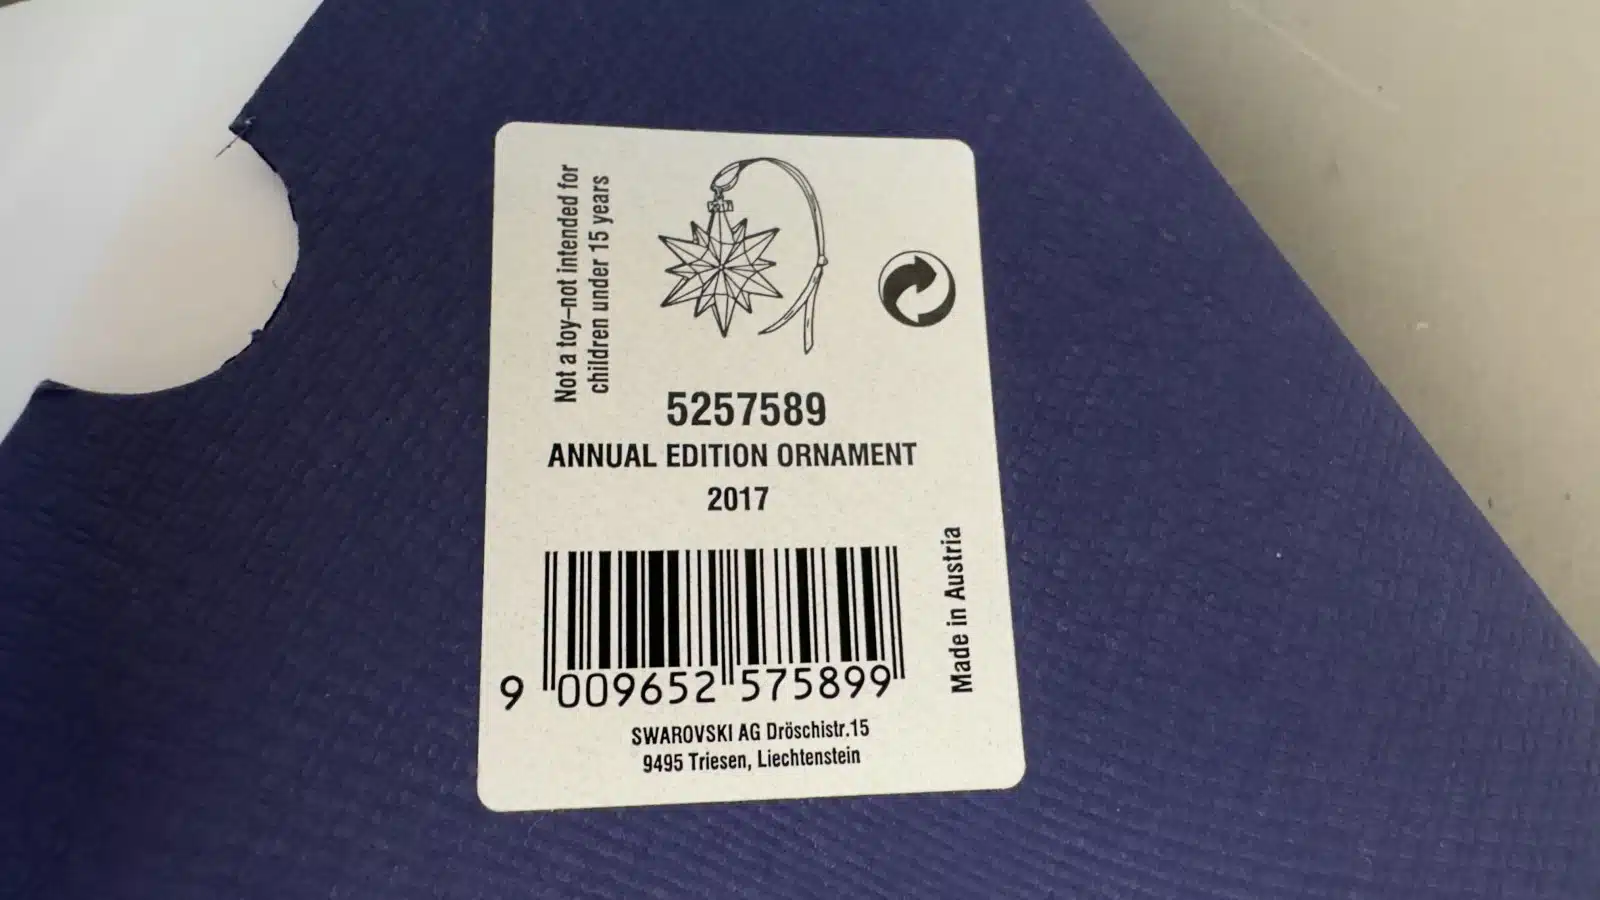 Not a toy–not intended for
children under 15 years
5257589
ANNUAL EDITION ORNAMENT
2017
9 009652 575899
Made in Austria
SWAROVSKI AG Dröschistr.15
9495 Triesen, Liechtenstein